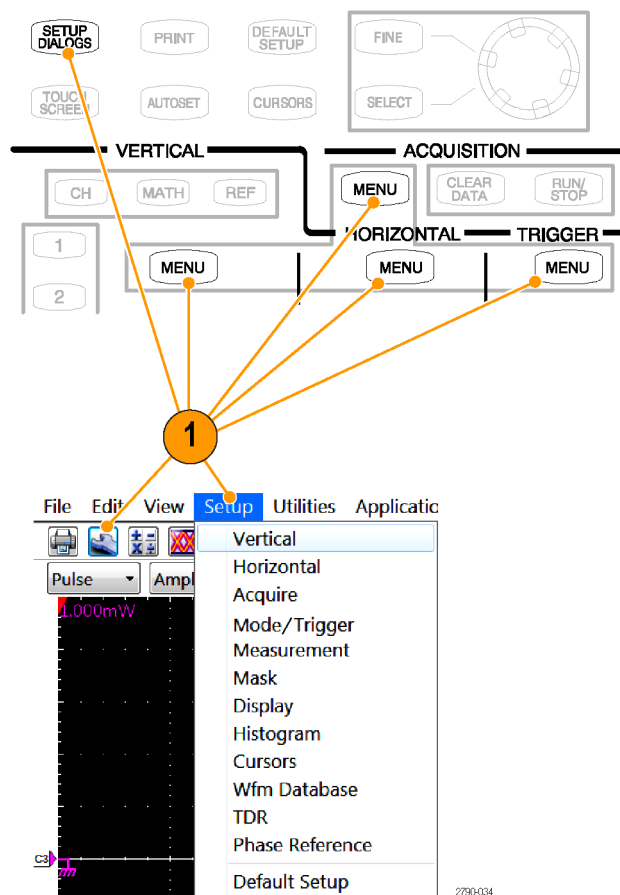 SETUP
DIALOGS
PRINT
DEFAULT
SETUP
FINE
TOUCH
SCREEN
AUTOSET
CURSORS
SELECT
VERTICAL
ACQUISITION
CH
MATH
REF
MENU
CLEAR
DATA
RUN/
STOP
HORIZONTAL
TRIGGER
1
MENU
MENU
MENU
2
1
File Edit View Setup Utilities Applicatic
Pulse Ampl
1.000mW
Vertical
Horizontal
Acquire
Mode/Trigger
Measurement
Mask
Display
Histogram
Cursors
Wfm Database
TDR
Phase Reference
C3
Default Setup
2790-034